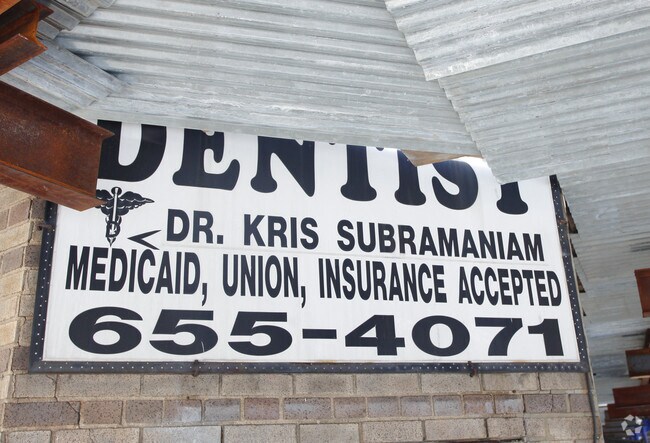 DENTIST
DR. KRIS SUBRAMANIAM
MEDICAID, UNION, INSURANCE ACCEPTED
655-4071